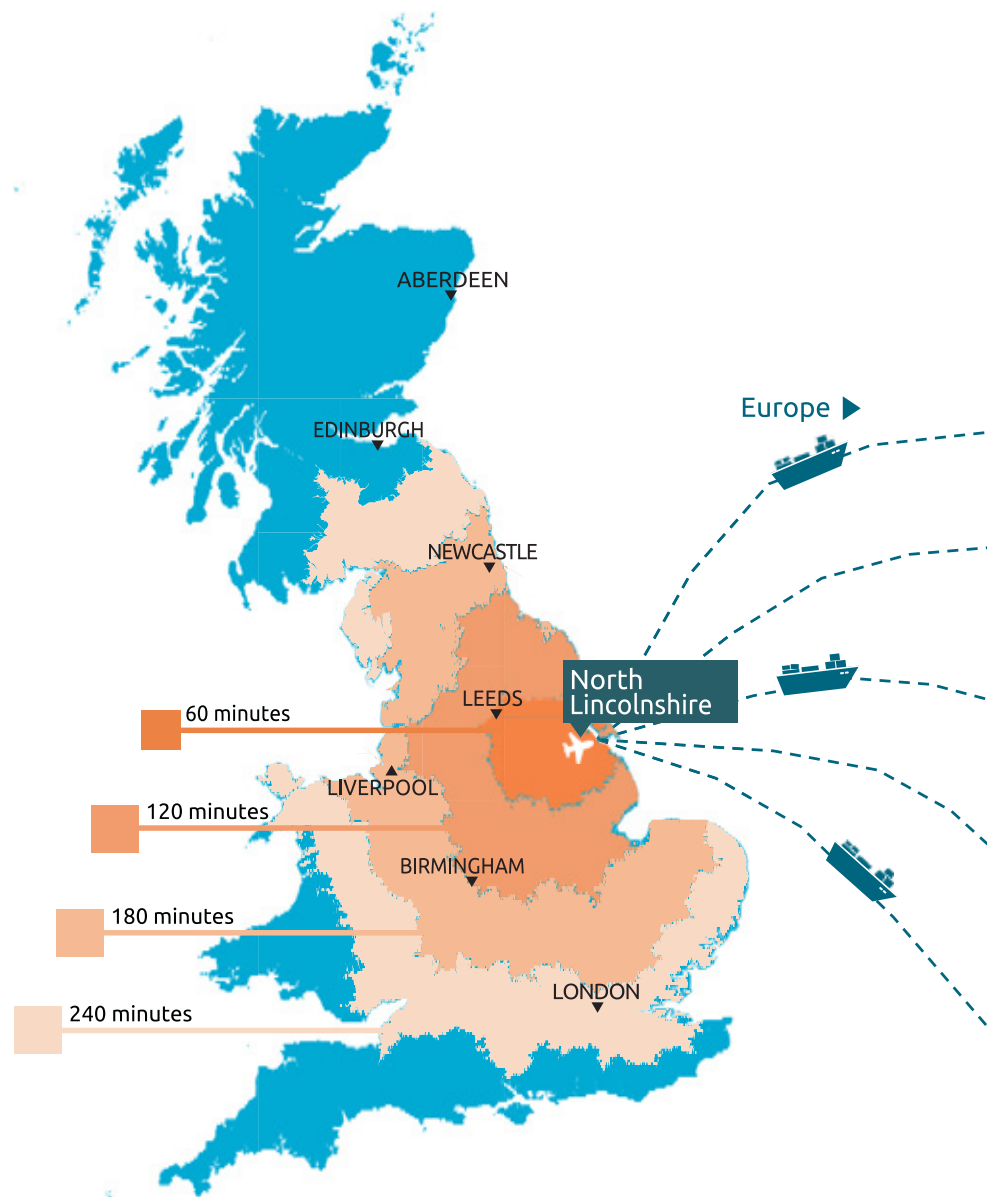 ABERDEEN
Europe
EDINBURGH
NEWCASTLE
North
Lincolnshire
LEEDS
60 minutes
LIVERPOOL
120 minutes
BIRMINGHAM
180 minutes
LONDON
240 minutes